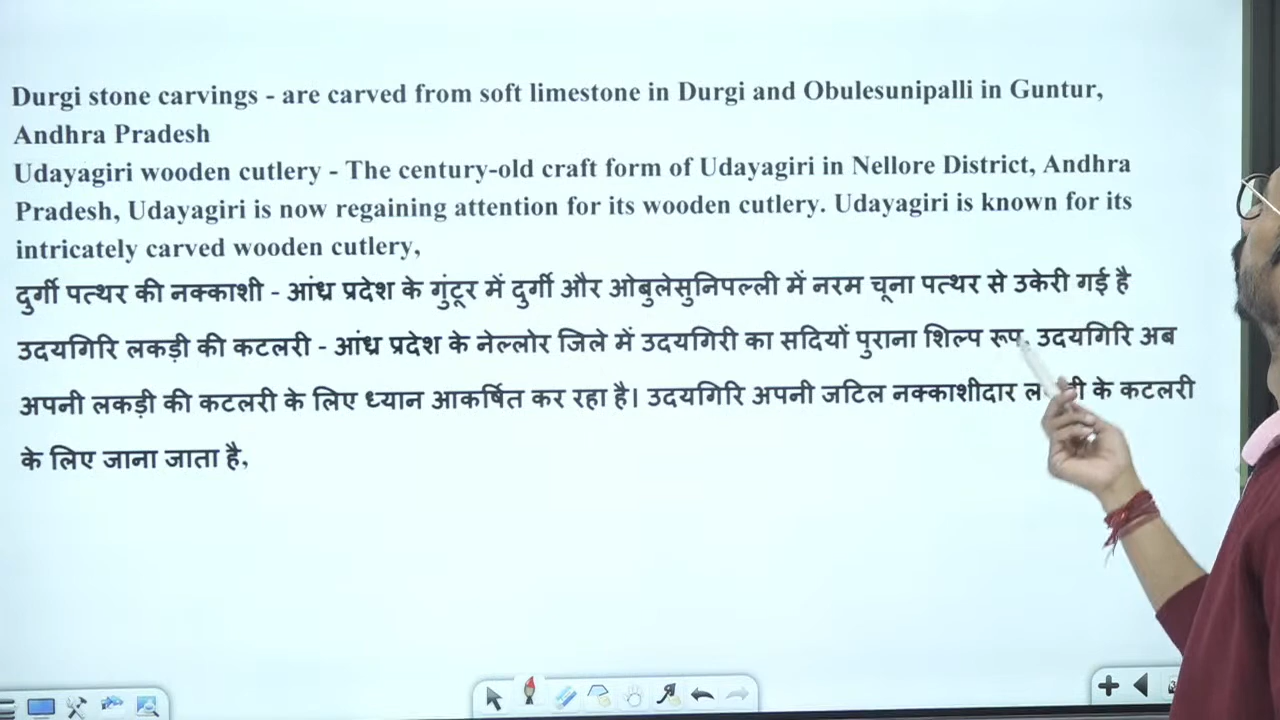 Durgi stone carvings - are carved from soft limestone in Durgi and Obulesunipalli in Guntur,
Andhra Pradesh
Udayagiri wooden cutlery - The century-old craft form of Udayagiri in Nellore District, Andhra
Pradesh, Udayagiri is now regaining attention for its wooden cutlery. Udayagiri is known for its
intricately carved wooden cutlery,
दुर्गी पत्थर की नक्काशी - आंध्र प्रदेश के गुंटूर में दुर्गी और ओबुलेसुनिपल्ली में नरम चूना पत्थर से उकेरी गई है
उदयगिरि लकड़ी की कटलरी - आंध्र प्रदेश के नेल्लोर जिले में उदयगिरी का सदियों पुराना शिल्प रूप, उदयगिरि अब
अपनी लकड़ी की कटलरी के लिए ध्यान आकर्षित कर रहा है। उदयगिरि अपनी जटिल नक्काशीदार के कटलरी
के लिए जाना जाता है,